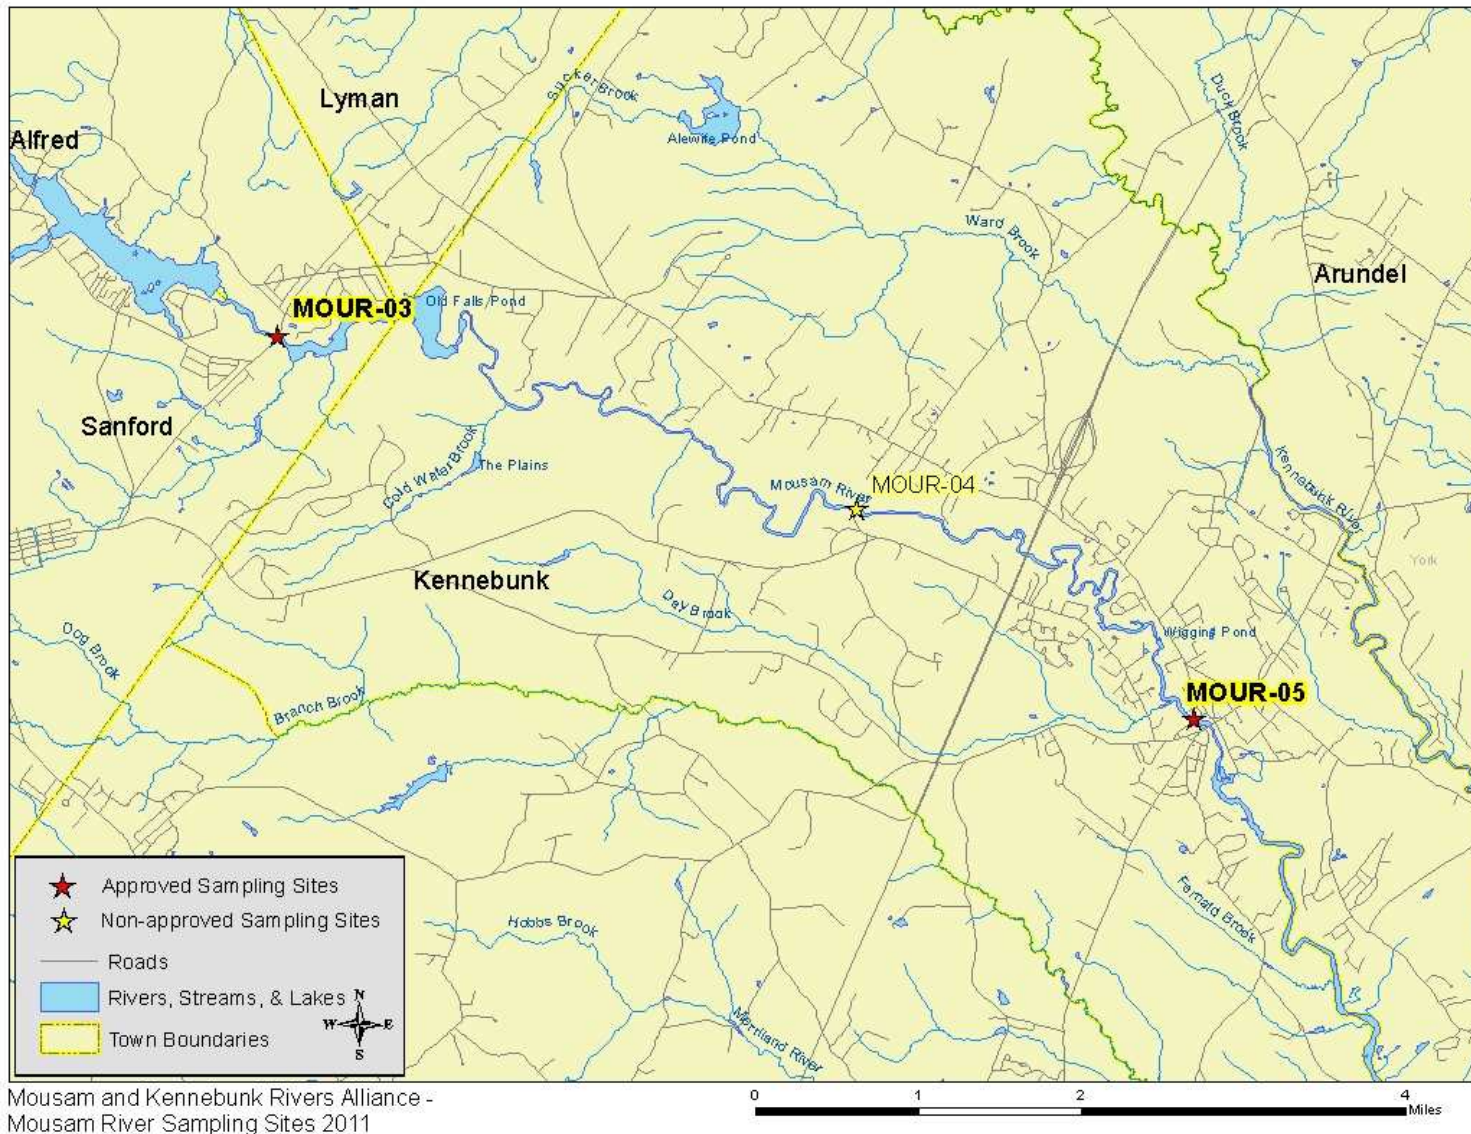 Lyman
Alfred
Sucker Brook
Alewife Pond
Duck Brook
Ward Brook
Arundel
MOUR-03
Old Falls Pond
Sanford
Cold Water Brook
The Plains
Mousam River
MOUR-04
Kennebunk River
York
Kennebunk
Day Brook
Wiggins Pond
Dog Brook
Branch Brook
MOUR-05
Fernald Brook
Hobbs Brook
Merriland River
Approved Sampling Sites
Non-approved Sampling Sites
Roads
Rivers, Streams, & Lakes
Town Boundaries
N
W E
S
Mousam and Kennebunk Rivers Alliance -
Mousam River Sampling Sites 2011
0 1 2 4
Miles